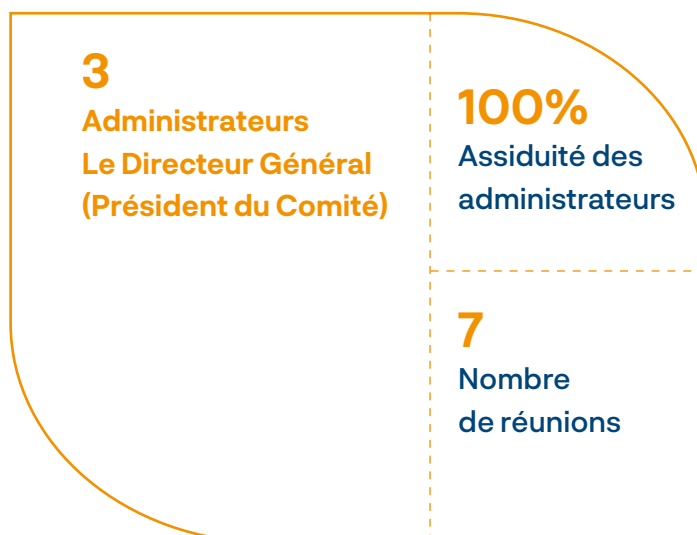 3
Administrateurs
Le Directeur Général
(Président du Comité)
100%
Assiduité des
administrateurs
7
Nombre
de réunions